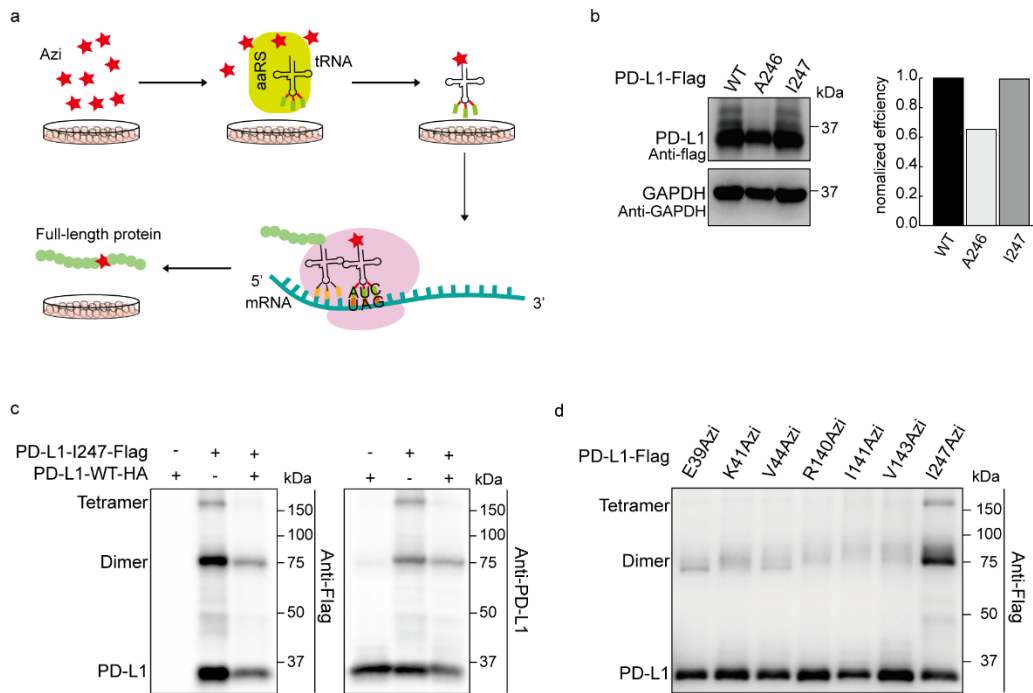 a
Azi
aaRS
tRNA
Full-length protein
5'
mRNA
AUC
UAG
3'
b
PD-L1-Flag
WT
A246
I247
kDa
PD-L1
Anti-flag
37
GAPDH
Anti-GAPDH
37
nomalized effciency
1.0
0.8
0.6
0.4
0.2
0.0
WT
A246
I247
c
PD-L1-I247-Flag - + + - + +
PD-L1-WT-HA + - + + - +
kDa
kDa
Tetramer
150
150
100
100
Dimer
75
75
50
50
PD-L1
37
37
Anti-Flag
Anti-PD-L1
d
PD-L1-Flag
E39Azi
K41Azi
V44Azi
R140Azi
I141Azi
V143Azi
I247Azi
kDa
Tetramer
150
100
Dimer
75
50
PD-L1
37
Anti-Flag